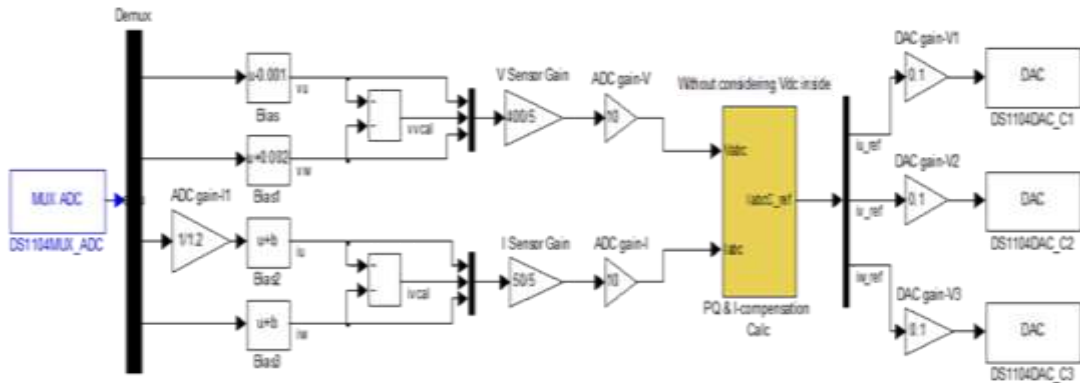 Demux
MUX ADC
DS1104MUX_ADC
u-0.001
Bias
vu
u+0.002
Bias1
vw
vvcal
V Sensor Gain
400/5
ADC gain-V
10
ADC gain-I1
1/1.2
u+b
Bias2
iu
u+b
Bias3
iw
ivcal
I Sensor Gain
50/5
ADC gain-I
10
Without considering Vdc inside
Vabc
Iabc
IabcS_ref
PQ & I-compensation
Calc
iu_ref
iv_ref
iw_ref
DAC gain-V1
0.1
DAC
DS1104DAC_C1
DAC gain-V2
0.1
DAC
DS1104DAC_C2
DAC gain-V3
0.1
DAC
DS1104DAC_C3